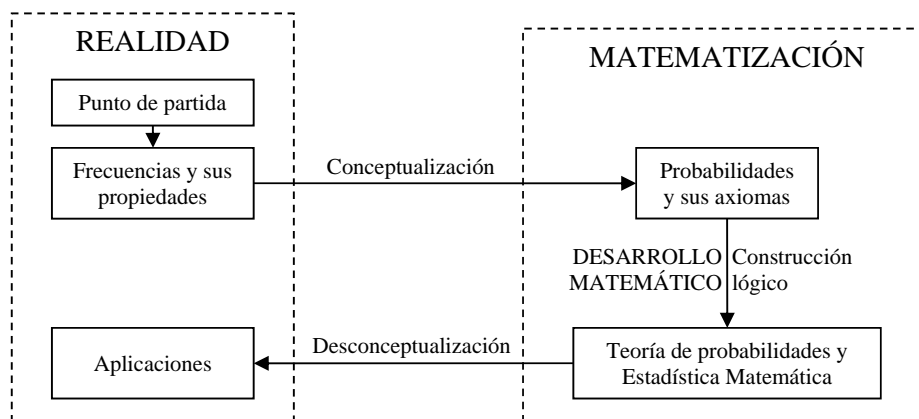 REALIDAD
MATEMATIZACIÓN
Punto de partida
Frecuencias y sus
propiedades
Conceptualización
Probabilidades
y sus axiomas
DESARROLLO
MATEMÁTICO
Construcción
lógico
Aplicaciones
Desconceptualización
Teoría de probabilidades y
Estadística Matemática